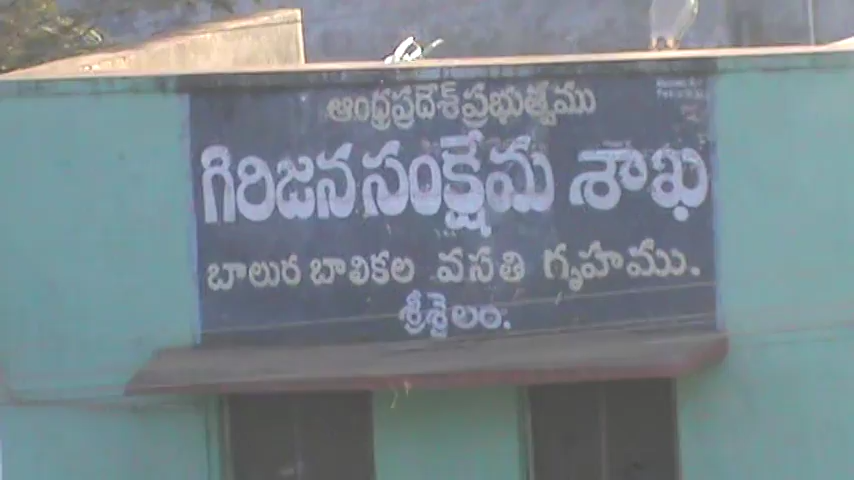 ఆంధ్రప్రదేశ్ ప్రభుత్వము
గిరిజన సంక్షేమ శాఖ
బాలుర బాలికల వసతి గృహము.
శ్రీశైలం.